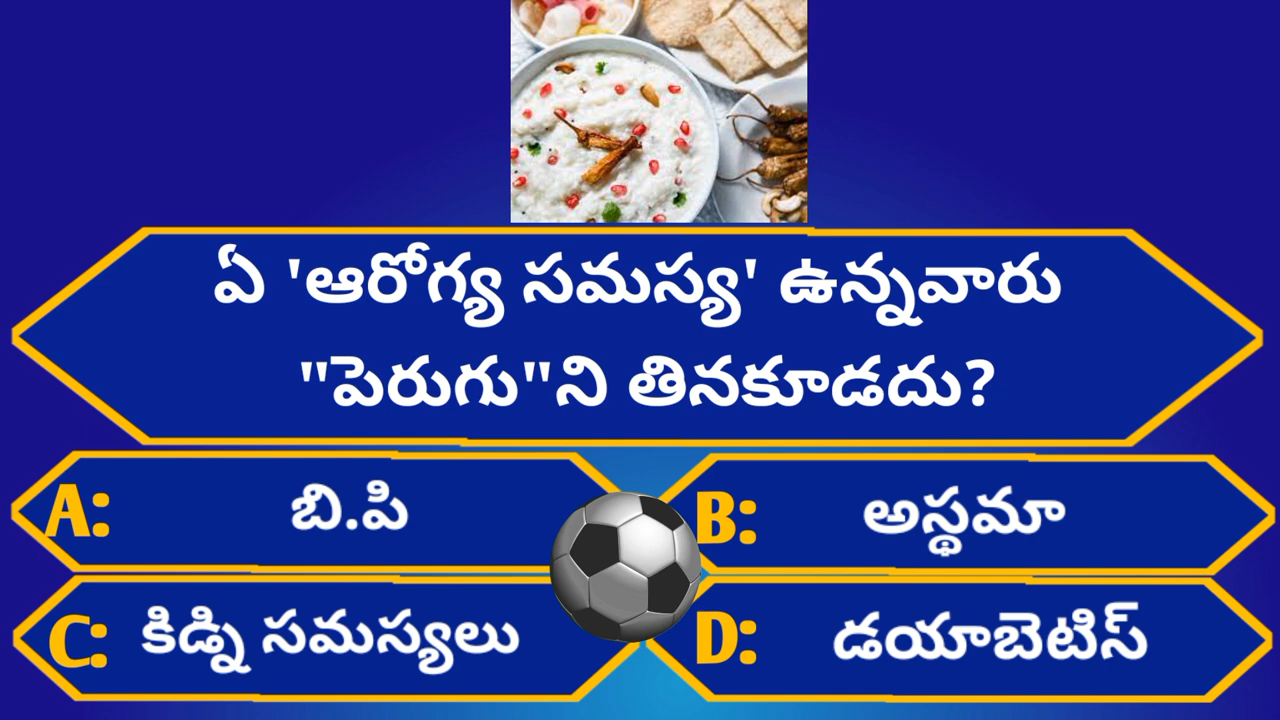 ఏ 'ఆరోగ్య సమస్య' ఉన్నవారు
"పెరుగు"ని తినకూడదు?
A: బి.పి
B: అస్థమా
C: కిడ్ని సమస్యలు
D: డయాబెటిస్